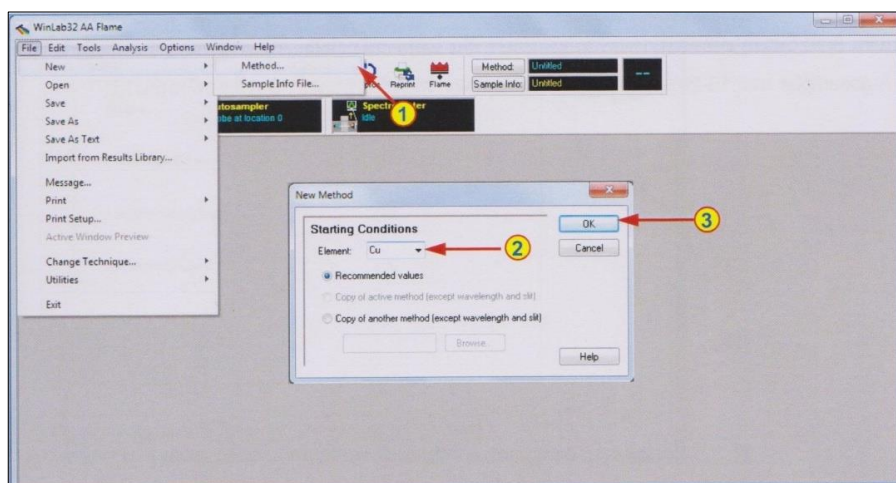 WinLab32 AA Flame
File Edit Tools Analysis Options Window Help
New
Open
Save
Save As
Save As Text
Import from Results Library...
Message...
Print
Print Setup...
Active Window Preview
Change Technique...
Utilities
Exit
Method...
Sample Info File...
Reprint Flame
Method: Untitled
Sample Info: Untitled
--
be at location 0
Idle
1
New Method
Starting Conditions
Element: Cu
2
Recommended values
Copy of active method (except wavelength and slit)
Copy of another method (except wavelength and slit)
Browse...
OK
3
Cancel
Help